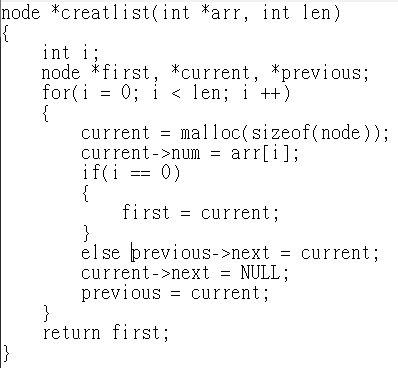 node *creatlist(int *arr, int len)
{
    int i;
    node *first, *current, *previous;
    for(i = 0; i < len; i ++)
    {
        current = malloc(sizeof(node));
        current->num = arr[i];
        if(i == 0)
        {
            first = current;
        }
        else previous->next = current;
        current->next = NULL;
        previous = current;
    }
    return first;
}